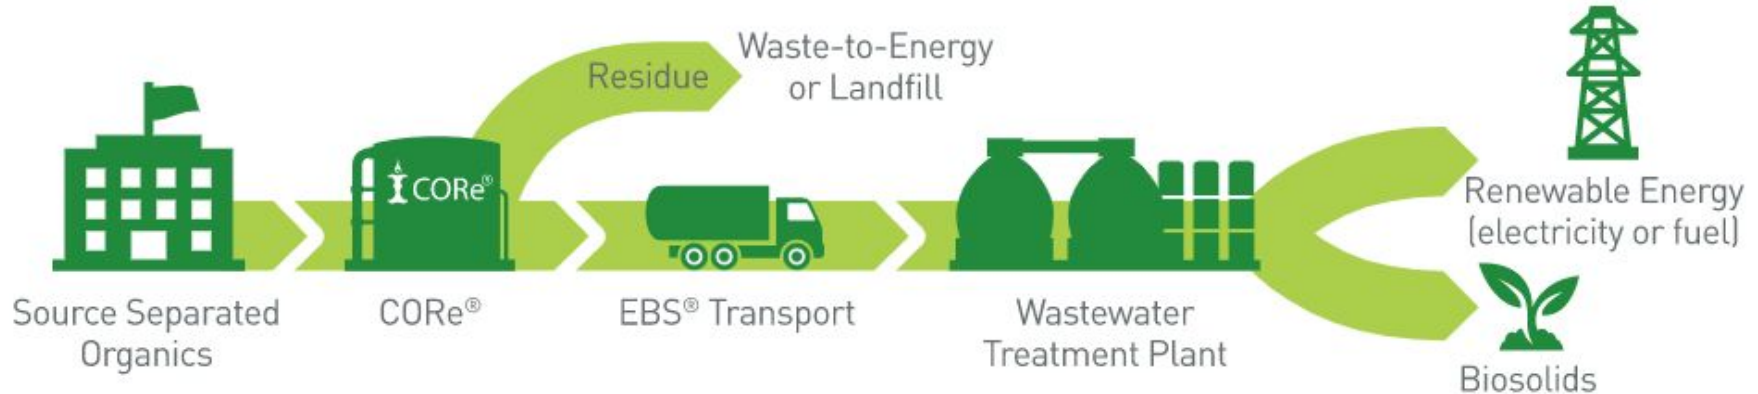 Residue
Waste-to-Energy
or Landfill
CORe®
Source Separated
Organics
CORe®
EBS® Transport
Wastewater
Treatment Plant
Renewable Energy
(electricity or fuel)
Biosolids